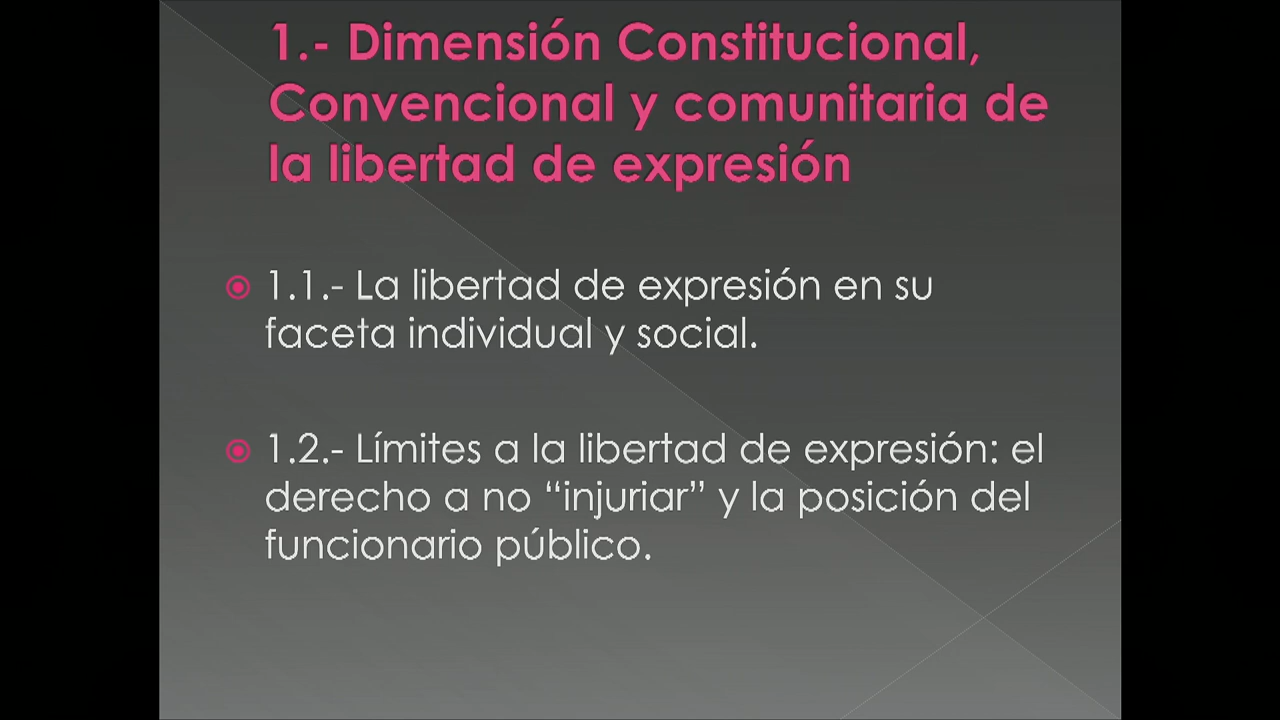 1.- Dimensión Constitucional,
Convencional y comunitaria de
la libertad de expresión
1.1.- La libertad de expresión en su
faceta individual y social.
1.2.- Límites a la libertad de expresión: el
derecho a no “injuriar” y la posición del
funcionario público.